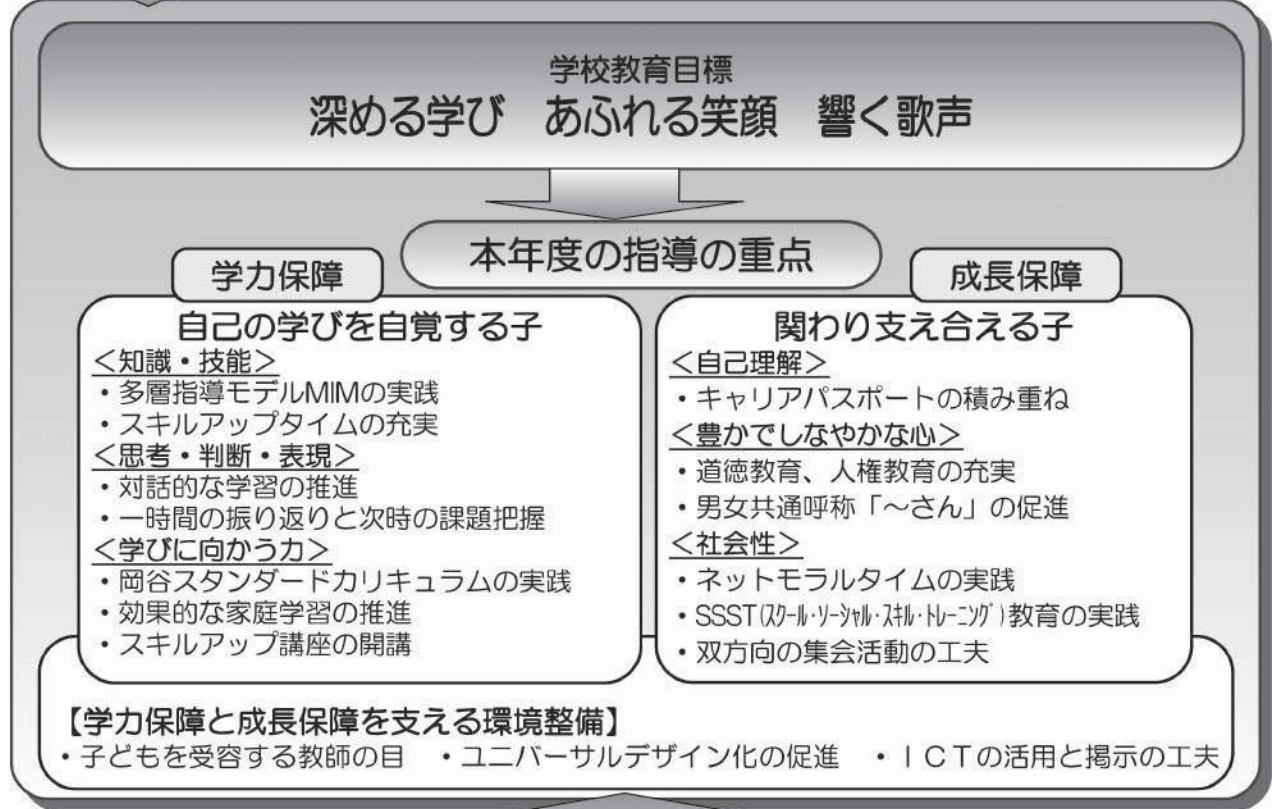 学校教育目標
深める学び　あふれる笑顔　響く歌声
本年度の指導の重点
学力保障
自己の学びを自覚する子
＜知識・技能＞
・多層指導モデルMIMの実践
・スキルアップタイムの充実
＜思考・判断・表現＞
・対話的な学習の推進
・一時間の振り返りと次時の課題把握
＜学びに向かう力＞
・岡谷スタンダードカリキュラムの実践
・効果的な家庭学習の推進
・スキルアップ講座の開講
成長保障
関わり支え合える子
＜自己理解＞
・キャリアパスポートの積み重ね
＜豊かでしなやかな心＞
・道徳教育、人権教育の充実
・男女共通呼称「～さん」の促進
＜社会性＞
・ネットモラルタイムの実践
・SSST(ｽｸｰﾙ･ｿｰｼｬﾙ･ｽｷﾙ･ﾄﾚｰﾆﾝｸﾞ)教育の実践
・双方向の集会活動の工夫
【学力保障と成長保障を支える環境整備】
・子どもを受容する教師の目　・ユニバーサルデザイン化の促進　・ＩＣＴの活用と掲示の工夫